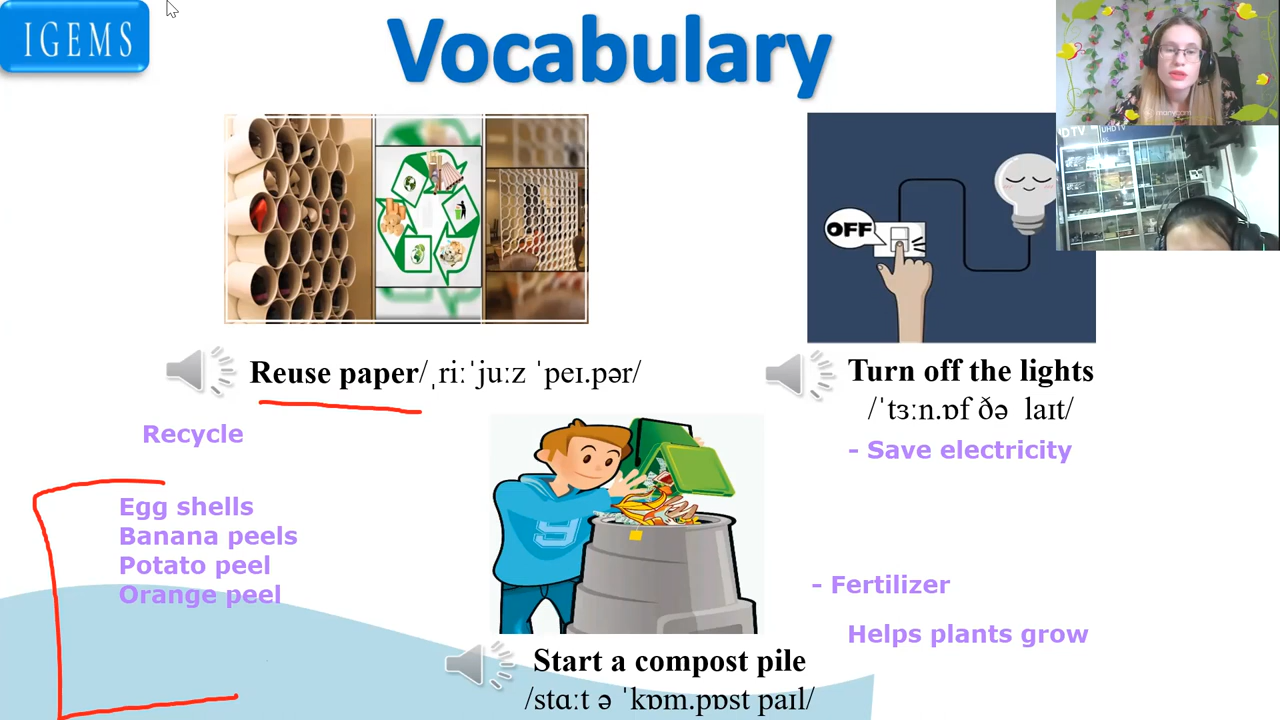 IGEMS
Vocabulary
OFF
Reuse paper/ˌriːˈjuːz ˈpeɪ.pər/
Recycle
Turn off the lights
/ˈtɜːn.ɒf ðə laɪt/
- Save electricity
Egg shells
Banana peels
Potato peel
Orange peel
- Fertilizer
Helps plants grow
Start a compost pile
/stɑːt ə ˈkɒm.pɒst paɪl/